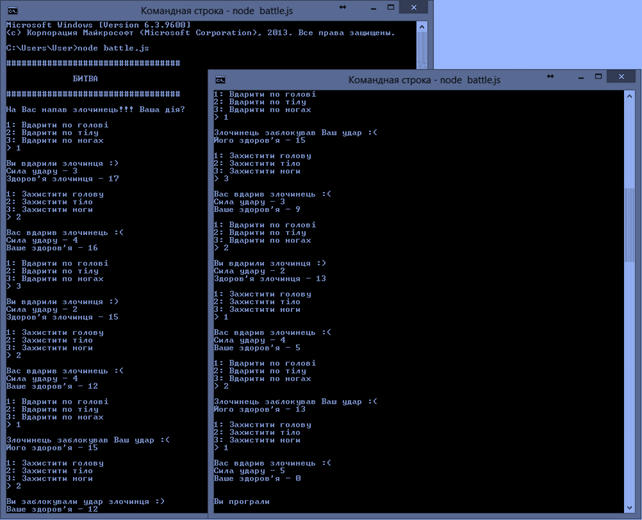 Командная строка - node battle.js
Microsoft Windows [Version 6.3.9600]
(c) Корпорация Майкрософт (Microsoft Corporation), 2013. Все права защищены.
C:\Users\User>node battle.js
##################################
БИТВА
##################################
На Вас напав злочинець!!! Ваша дія?
1: Вдарити по голові
2: Вдарити по тілу
3: Вдарити по ногах
> 1
Ви вдарили злочинця :)
Сила удару - 3
Здоров'я злочинця - 17
1: Захистити голову
2: Захистити тіло
3: Захистити ноги
> 2
Вас вдарив злочинець :(
Сила удару - 4
Ваше здоров'я - 16
1: Вдарити по голові
2: Вдарити по тілу
3: Вдарити по ногах
> 3
Ви вдарили злочинця :)
Сила удару - 2
Здоров'я злочинця - 15
1: Захистити голову
2: Захистити тіло
3: Захистити ноги
> 2
Вас вдарив злочинець :(
Сила удару - 4
Ваше здоров'я - 12
1: Вдарити по голові
2: Вдарити по тілу
3: Вдарити по ногах
> 1
Злочинець заблокував Ваш удар :(
Його здоров'я - 15
1: Захистити голову
2: Захистити тіло
3: Захистити ноги
> 2
Ви заблокували удар злочинця :)
Ваше здоров'я - 12
Командная строка - node battle.js
1: Вдарити по голові
2: Вдарити по тілу
3: Вдарити по ногах
> 1
Злочинець заблокував Ваш удар :(
Його здоров'я - 15
1: Захистити голову
2: Захистити тіло
3: Захистити ноги
> 3
Вас вдарив злочинець :(
Сила удару - 3
Ваше здоров'я - 9
1: Вдарити по голові
2: Вдарити по тілу
3: Вдарити по ногах
> 2
Ви вдарили злочинця :)
Сила удару - 2
Здоров'я злочинця - 13
1: Захистити голову
2: Захистити тіло
3: Захистити ноги
> 1
Вас вдарив злочинець :(
Сила удару - 4
Ваше здоров'я - 5
1: Вдарити по голові
2: Вдарити по тілу
3: Вдарити по ногах
> 2
Злочинець заблокував Ваш удар :(
Його здоров'я - 13
1: Захистити голову
2: Захистити тіло
3: Захистити ноги
> 1
Вас вдарив злочинець :(
Сила удару - 5
Ваше здоров'я - 0
Ви програли